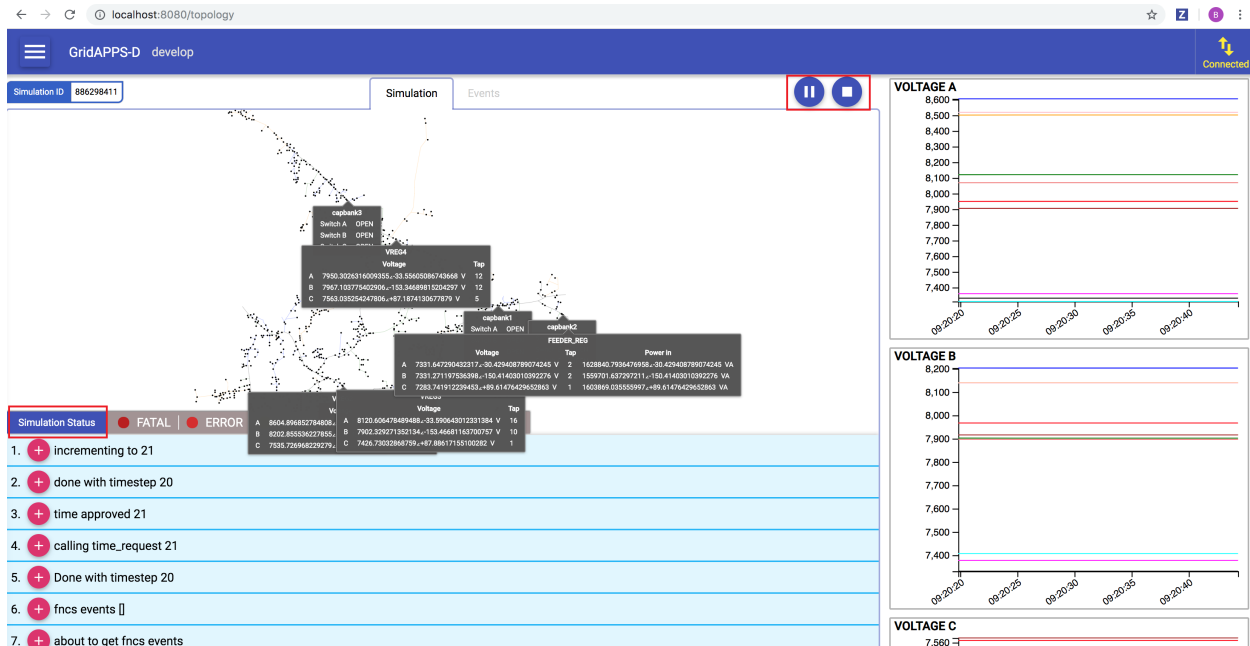 localhost:8080/topology
Z
B
GridAPPS-D develop
Connected
Simulation ID 886298411
Simulation
Events
capbank3
Switch A OPEN
Switch B OPEN
VREG4
Voltage Tap
A 7950.3026316009355∠-33.55605086743668 V 12
B 7967.103775402906∠-153.34689815204297 V 12
C 7563.035254247806∠+87.1874130677879 V 5
capbank1
Switch A OPEN
capbank2
FEEDER_REG
Voltage Tap Power in
A 7331.647290432317∠-30.429408789074245 V 2 1628840.7936476958∠-30.429408789074245 VA
B 7331.271197536398∠-150.41403010392276 V 2 1559701.637297211∠-150.41403010392276 VA
C 7283.741912239453∠+89.61476429652863 V 1 1603869.035555997∠+89.61476429652863 VA
A 8604.896852784808∠
B 8202.855536227855∠
C 7535.726968229279∠
Voltage Tap
A 8120.606478489488∠-33.590643012331384 V 16
B 7902.329271352134∠-153.46681163700757 V 10
C 7426.73032868759∠+87.88617155100282 V 1
Simulation Status
FATAL
ERROR
1. + incrementing to 21
2. + done with timestep 20
3. + time approved 21
4. + calling time_request 21
5. + Done with timestep 20
6. + fncs events []
7. + about to get fncs events
VOLTAGE A
8,600
8,500
8,400
8,300
8,200
8,100
8,000
7,900
7,800
7,700
7,600
7,500
7,400
09:20:20 09:20:25 09:20:30 09:20:35 09:20:40
VOLTAGE B
8,200
8,100
8,000
7,900
7,800
7,700
7,600
7,500
7,400
09:20:20 09:20:25 09:20:30 09:20:35 09:20:40
VOLTAGE C
7,560